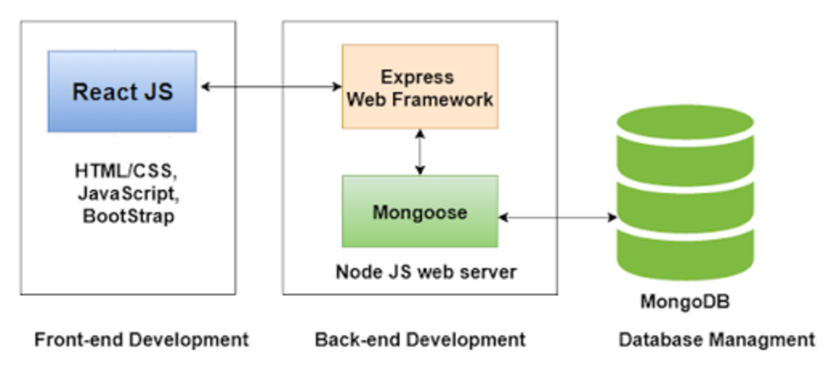 React JS
HTML/CSS,
JavaScript,
BootStrap
Front-end Development
Express
Web Framework
Mongoose
Node JS web server
Back-end Development
MongoDB
Database Managment